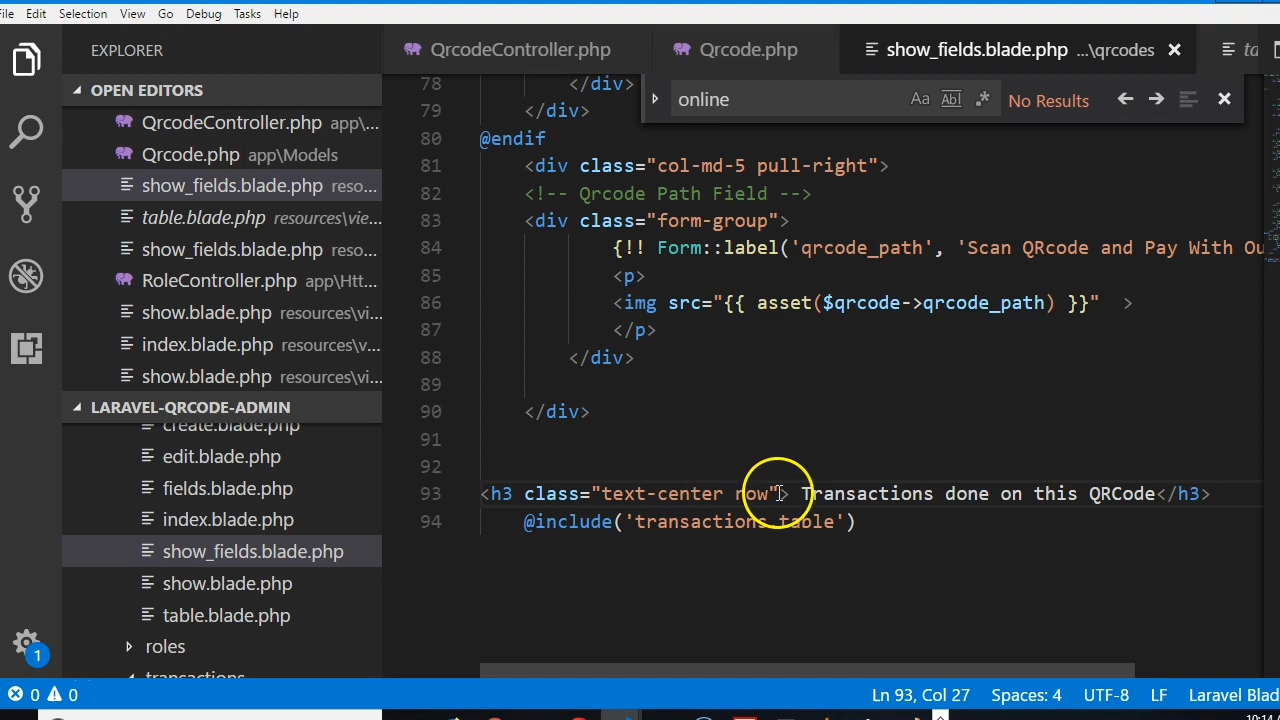 File Edit Selection View Go Debug Tasks Help
EXPLORER
QrcodeController.php
Qrcode.php
show_fields.blade.php ...\qrcodes
OPEN EDITORS
QrcodeController.php app\...
Qrcode.php app\Models
show_fields.blade.php reso...
table.blade.php resources\vie...
show_fields.blade.php reso...
RoleController.php app\Htt...
show.blade.php resources\vi...
index.blade.php resources\v...
show.blade.php resources\vi...
LARAVEL-QRCODE-ADMIN
create.blade.php
edit.blade.php
fields.blade.php
index.blade.php
show_fields.blade.php
show.blade.php
table.blade.php
roles
transactions
online
Aa Abl .*
No Results
78 </div>
79 </div>
80 @endif
81 <div class="col-md-5 pull-right">
82 <!-- Qrcode Path Field -->
83 <div class="form-group">
84 {!! Form::label('qrcode_path', 'Scan QRcode and Pay With Ou
85 <p>
86 <img src="{{ asset($qrcode->qrcode_path) }}" >
87 </p>
88 </div>
89
90 </div>
91
92
93 <h3 class="text-center row"> Transactions done on this QRCode</h3>
94 @include('transactions.table')
1
0 0
Ln 93, Col 27 Spaces: 4 UTF-8 LF Laravel Blad